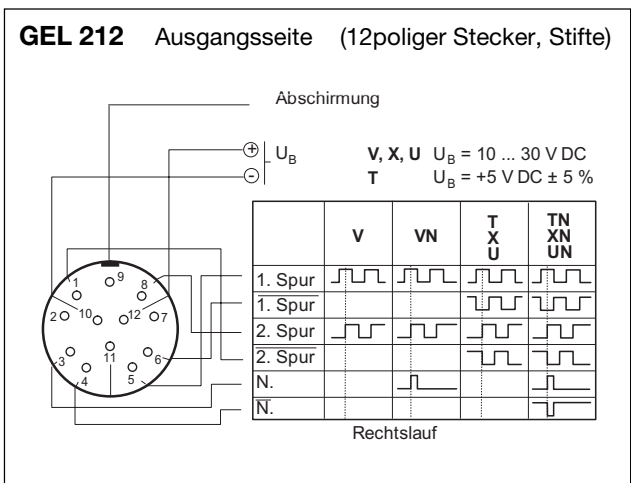 GEL 212 Ausgangsseite (12poliger Stecker, Stifte)
Abschirmung
+ U_B V, X, U U_B = 10 ... 30 V DC
- T U_B = +5 V DC ± 5 %
V VN T X U TN XN UN
1. Spur
1. Spur
2. Spur
2. Spur
N.
N.
1 9 8
2 10 12 7
3 11 6
4 5
Rechtslauf